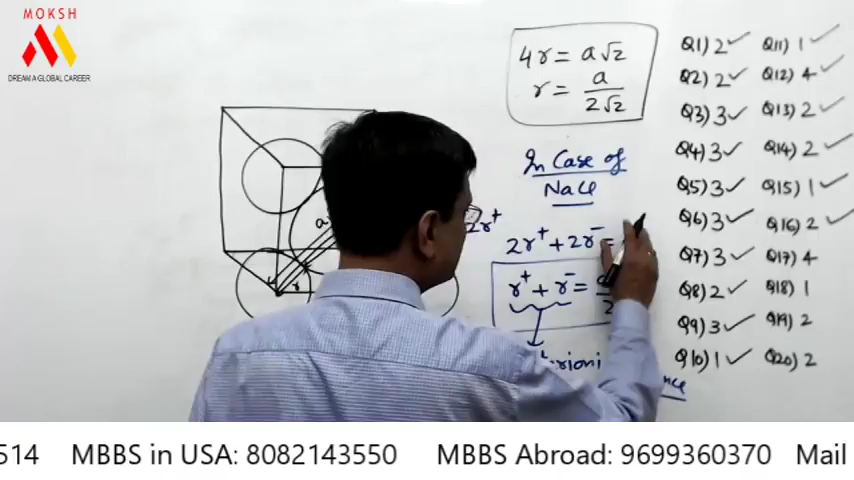 MOKSH
DREAM A GLOBAL CAREER
4r = a√2
r = a / 2√2
In Case of
NaCl
2r⁺
2r⁺ + 2r⁻ =
r⁺ + r⁻ =
2
a
r
Q1) 2 ✓
Q2) 2 ✓
Q3) 3 ✓
Q4) 3 ✓
Q5) 3 ✓
Q6) 3 ✓
Q7) 3 ✓
Q8) 2 ✓
Q9) 3 ✓
Q10) 1 ✓
Q11) 1 ✓
Q12) 4 ✓
Q13) 2 ✓
Q14) 2 ✓
Q15) 1 ✓
Q16) 2 ✓
Q17) 4
Q18) 1
Q19) 2
Q20) 2
514 MBBS in USA: 8082143550 MBBS Abroad: 9699360370 Mail